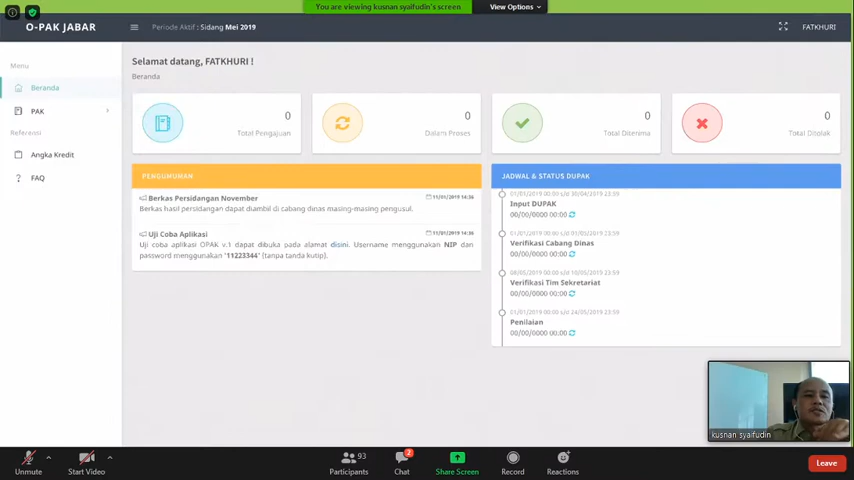 You are viewing kusnan syaifudin's screen
View Options
O-PAK JABAR
Periode Aktif : Sidang Mei 2019
FATKHURI
Menu
Beranda
PAK
Referensi
Angka Kredit
FAQ
Selamat datang, FATKHURI !
Beranda
0
Total Pengajuan
0
Dalam Proses
0
Total Diterima
0
Total Ditolak
PENGUMUMAN
Berkas Persidangan November
11/01/2019 14:36
Berkas hasil persidangan dapat diambil di cabang dinas masing-masing pengusul.
Uji Coba Aplikasi
11/01/2019 14:36
Uji coba aplikasi OPAK v.1 dapat dibuka pada alamat disini. Username menggunakan NIP dan
password menggunakan '11223344' (tanpa tanda kutip).
JADWAL & STATUS DUPAK
01/01/2019 00:00 s/d 30/04/2019 23:59
Input DUPAK
00/00/0000 00:00
01/01/2019 00:00 s/d 03/05/2019 23:59
Verifikasi Cabang Dinas
00/00/0000 00:00
08/05/2019 00:00 s/d 10/05/2019 23:59
Verifikasi Tim Sekretariat
00/00/0000 00:00
01/01/2019 00:00 s/d 24/05/2019 23:59
Penilaian
00/00/0000 00:00
kusnan syaifudin
Unmute
Start Video
93
Participants
2
Chat
Share Screen
Record
Reactions
Leave